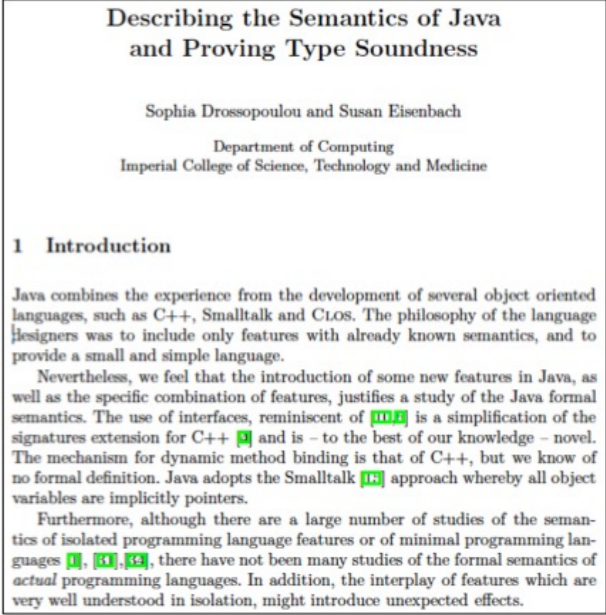 Describing the Semantics of Java
and Proving Type Soundness
Sophia Drossopoulou and Susan Eisenbach
Department of Computing
Imperial College of Science, Technology and Medicine
1 Introduction
Java combines the experience from the development of several object oriented
languages, such as C++, Smalltalk and CLOS. The philosophy of the language
designers was to include only features with already known semantics, and to
provide a small and simple language.
Nevertheless, we feel that the introduction of some new features in Java, as
well as the specific combination of features, justifies a study of the Java formal
semantics. The use of interfaces, reminiscent of is a simplification of the
signatures extension for C++ and is – to the best of our knowledge – novel.
The mechanism for dynamic method binding is that of C++, but we know of
no formal definition. Java adopts the Smalltalk approach whereby all object
variables are implicitly pointers.
Furthermore, although there are a large number of studies of the seman-
tics of isolated programming language features or of minimal programming lan-
guages , there have not been many studies of the formal semantics of
actual programming languages. In addition, the interplay of features which are
very well understood in isolation, might introduce unexpected effects.